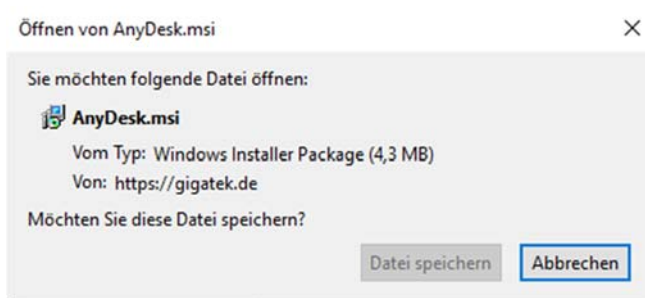 Öffnen von AnyDesk.msi
Sie möchten folgende Datei öffnen:
AnyDesk.msi
Vom Typ: Windows Installer Package (4,3 MB)
Von: https://gigatek.de
Möchten Sie diese Datei speichern?
Datei speichern Abbrechen